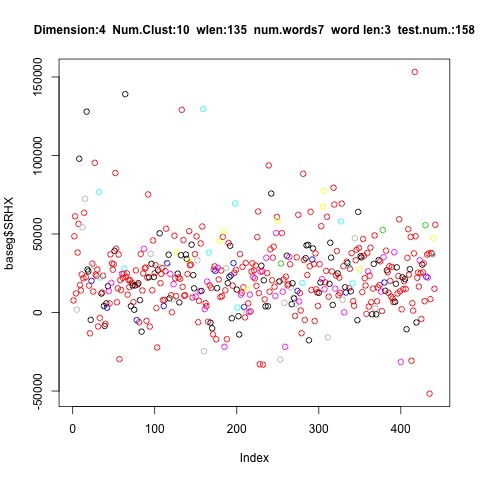 Dimension:4 Num.Clust:10 wlen:135 num.words7 word len:3 test.num.:158
baseg$SRHX
150000
100000
50000
0
-50000
0 100 200 300 400
Index